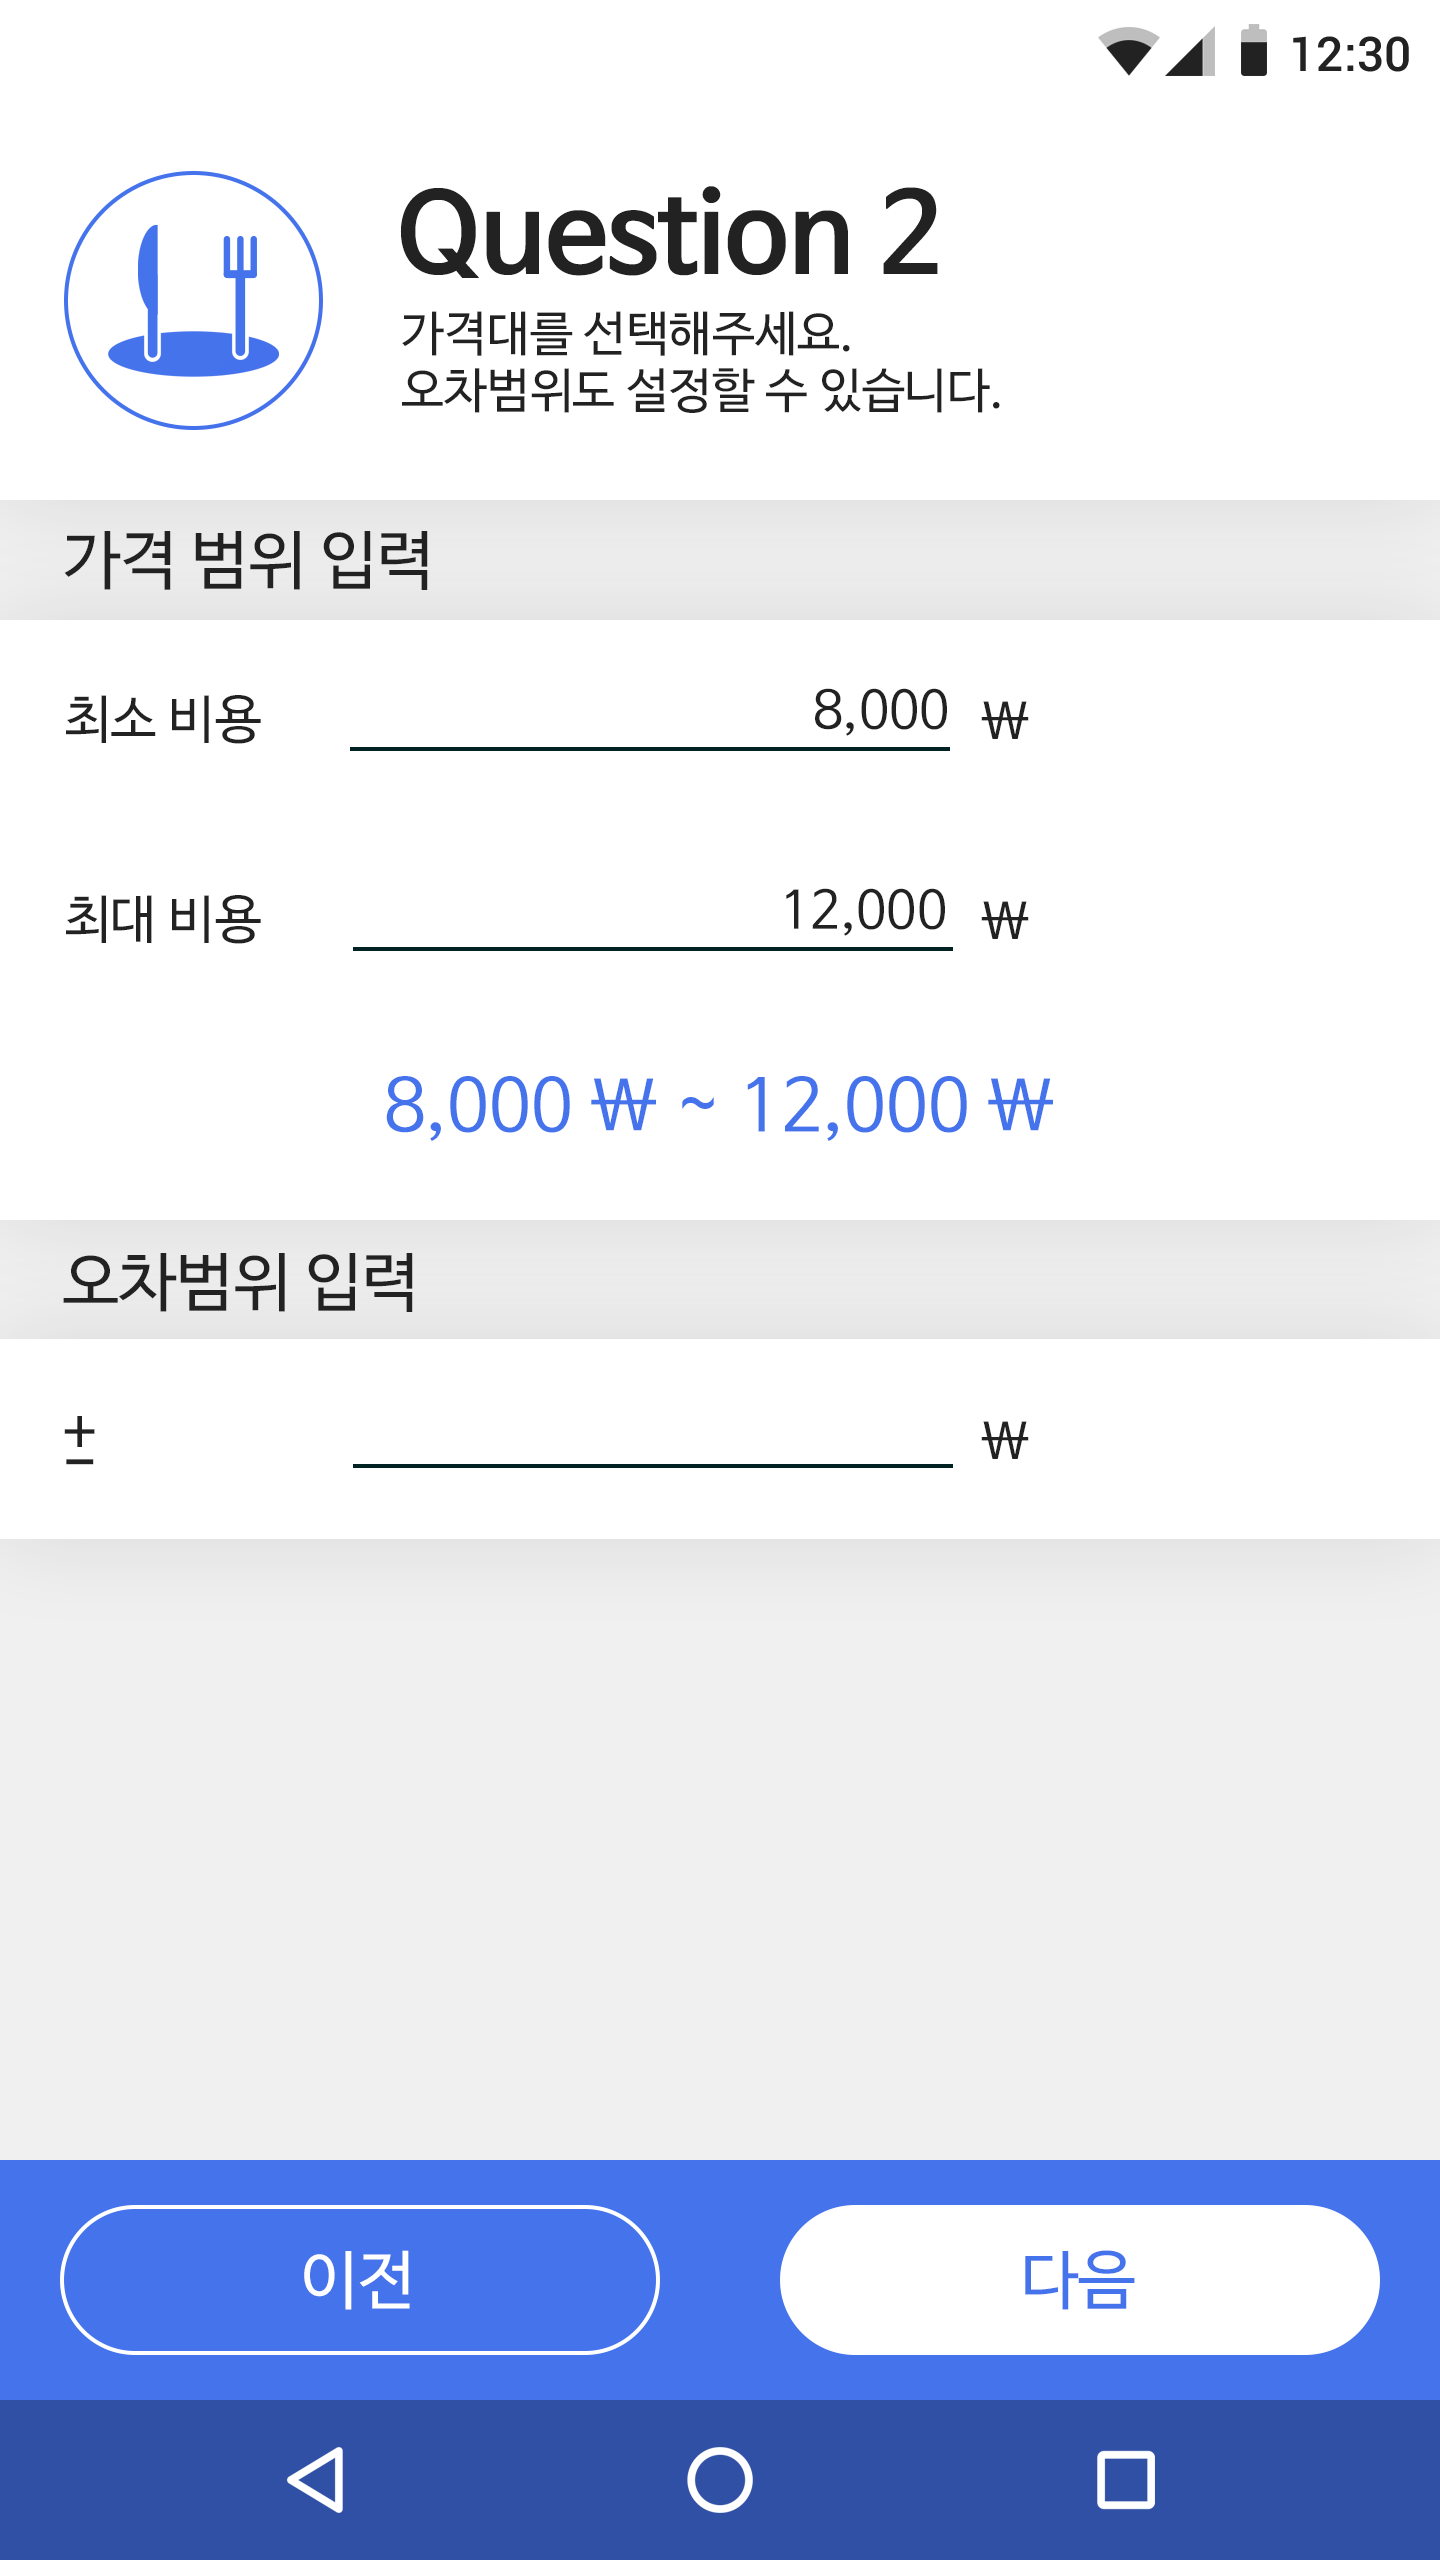 12:30
Question 2
가격대를 선택해주세요.
오차범위도 설정할 수 있습니다.
가격 범위 입력
최소 비용 8,000 ₩
최대 비용 12,000 ₩
8,000 ₩ ~ 12,000 ₩
오차범위 입력
± ₩
이전 다음